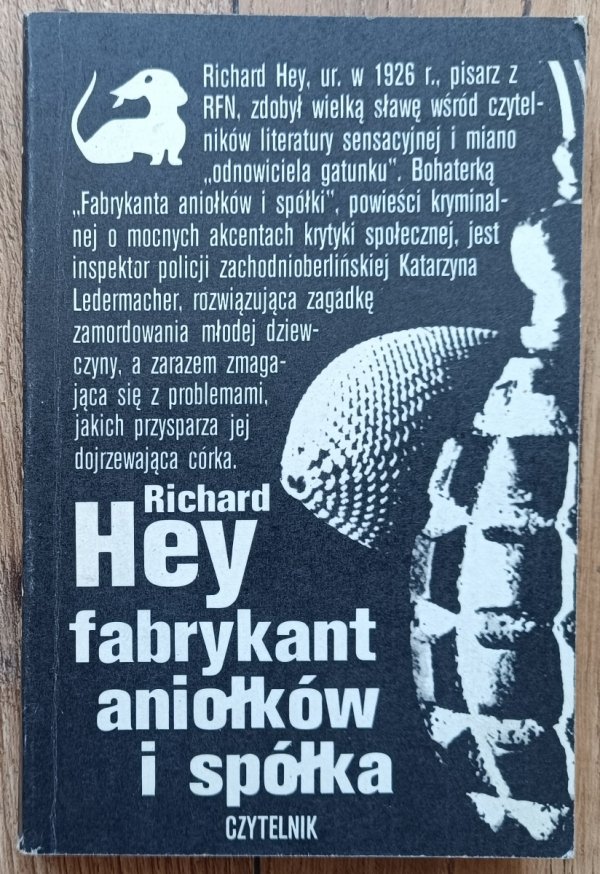 Richard Hey, ur. w 1926 r., pisarz z
RFN, zdobył wielką sławę wśród czytel-
ników literatury sensacyjnej i miano
„odnowiciela gatunku". Bohaterką
„Fabrykanta aniołków i spółki", powieści kryminal-
nej o mocnych akcentach krytyki społecznej, jest
inspektor policji zachodnioberlińskiej Katarzyna
Ledermacher, rozwiązująca zagadkę
zamordowania młodej dziew-
czyny, a zarazem zmaga-
jąca się z problemami,
jakich przysparza jej
dojrzewająca córka.
Richard
Hey
fabrykant
aniołków
i spółka
CZYTELNIK